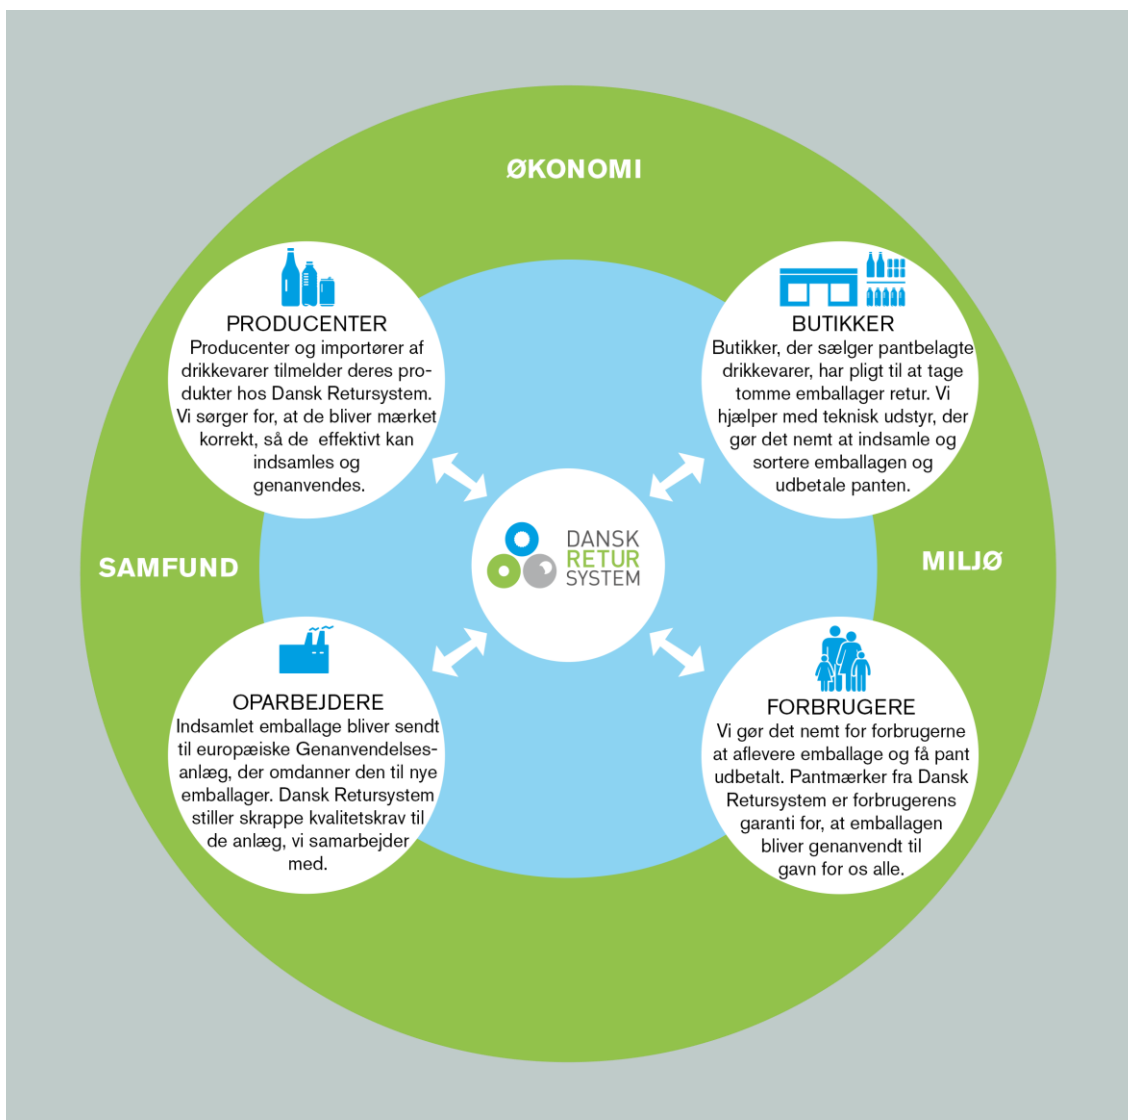 ØKONOMI
PRODUCENTER
Producenter og importører af
drikkevarer tilmelder deres pro-
dukter hos Dansk Retursystem.
Vi sørger for, at de bliver mærket
korrekt, så de effektivt kan
indsamles og
genanvendes.
BUTIKKER
Butikker, der sælger pantbelagte
drikkevarer, har pligt til at tage
tomme emballager retur. Vi
hjælper med teknisk udstyr, der
gør det nemt at indsamle og
sortere emballagen og
udbetale panten.
SAMFUND
DANSK
RETUR
SYSTEM
MILJØ
OPARBEJDERE
Indsamlet emballage bliver sendt
til europæiske Genanvendelses-
anlæg, der omdanner den til nye
emballager. Dansk Retursystem
stiller skrappe kvalitetskrav til
de anlæg, vi samarbejder
med.
FORBRUGERE
Vi gør det nemt for forbrugerne
at aflevere emballage og få pant
udbetalt. Pantmærker fra Dansk
Retursystem er forbrugerens
garanti for, at emballagen
bliver genanvendt til
gavn for os alle.